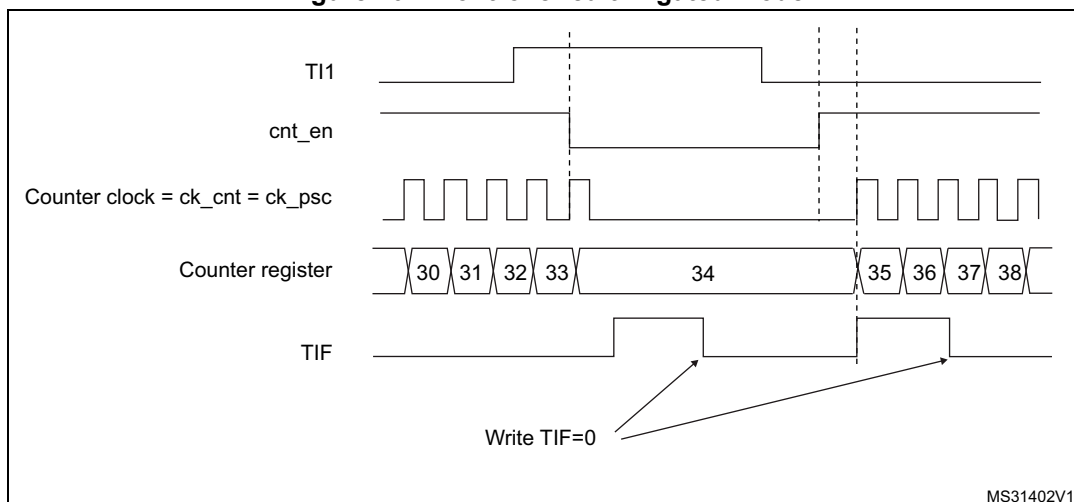 TI1
cnt_en
Counter clock = ck_cnt = ck_psc
Counter register
30 31 32 33 34 35 36 37 38
TIF
Write TIF=0
MS31402V1